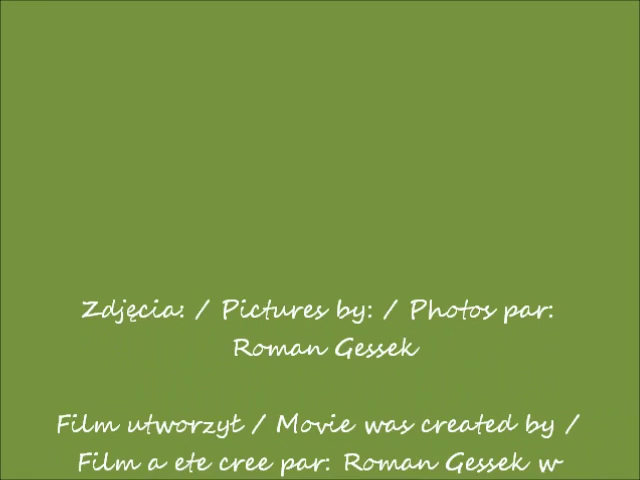 Zdjęcia: / Pictures by: / Photos par:
Roman Gessek
Film utworzył / Movie was created by /
Film a ete cree par: Roman Gessek w